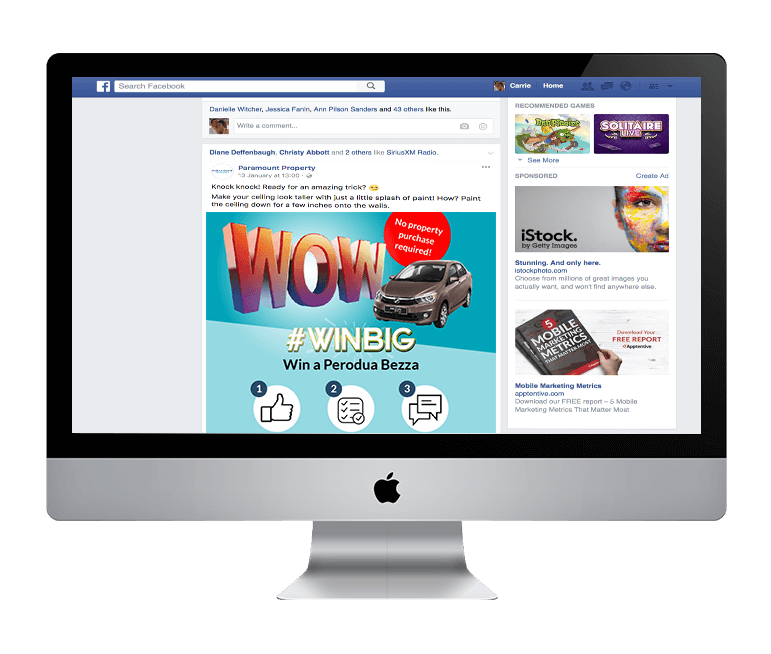 Search Facebook
Carrie
Home
Danielle Witcher, Jessica Fanin, Ann Pilson Sanders and 43 others like this.
Write a comment...
Diane Deffenbaugh, Christy Abbott and 2 others like SiriusXM Radio.
Paramount Property
13 January at 13:00 ·
Knock knock! Ready for an amazing trick? 😏
Make your ceiling look taller with just a little splash of paint! How? Paint
the ceiling down for a few inches onto the walls.
No property
purchase
required!
WOW
#WINBIG
Win a Perodua Bezza
1
2
3
RECOMMENDED GAMES
SOLITAIRE
LIVE
See More
SPONSORED
Create Ad
iStock.
by Getty Images
Stunning. And only here.
istockphoto.com
Choose from millions of great images you
actually want, and won't find anywhere else.
5
MOBILE
MARKETING
METRICS
THAT MATTER MOST
Download Your
FREE REPORT
Apptentive
Mobile Marketing Metrics
apptentive.com
Download our FREE report – 5 Mobile
Marketing Metrics That Matter Most